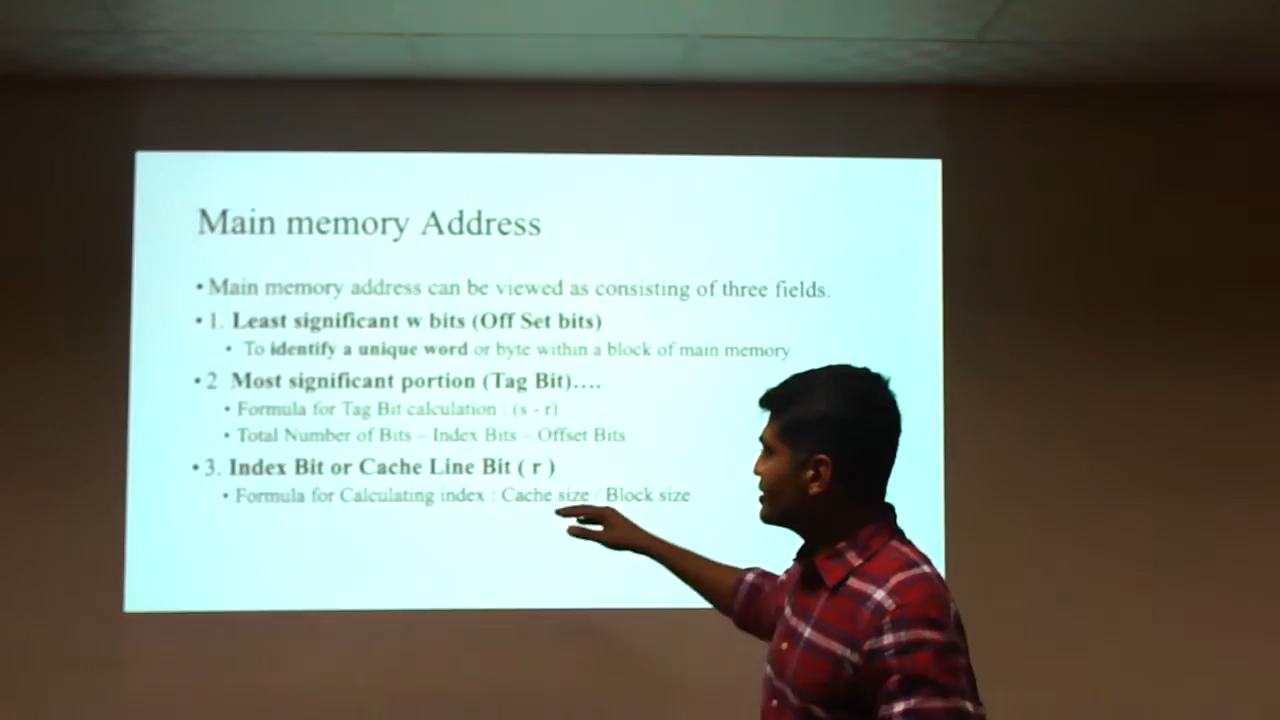 Main memory Address
• Main memory address can be viewed as consisting of three fields.
• 1. Least significant w bits (Off Set bits)
• To identify a unique word or byte within a block of main memory
• 2 Most significant portion (Tag Bit)….
• Formula for Tag Bit calculation : (s - r)
• Total Number of Bits – Index Bits – Offset Bits
• 3. Index Bit or Cache Line Bit ( r )
• Formula for Calculating index : Cache size / Block size